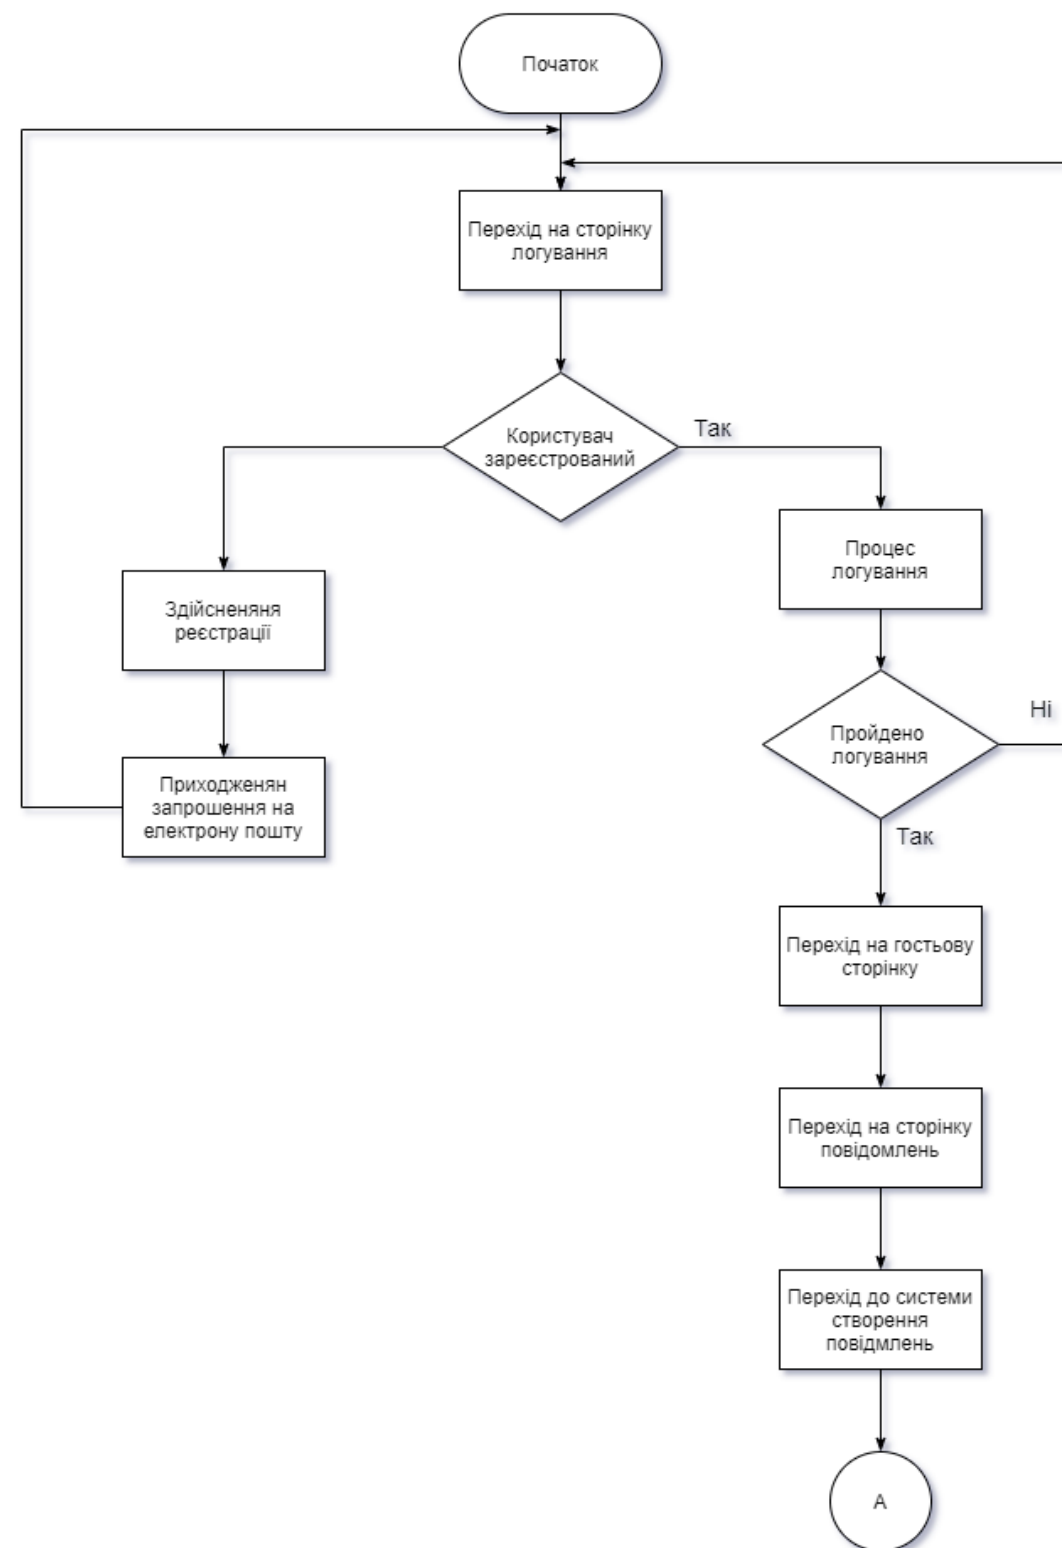 Початок
Перехід на сторінку
логування
Користувач
зареєстрований
Так
Процес
логування
Здійсненяня
реєстрації
Пройдено
логування
Ні
Приходженян
запрошення на
електрону пошту
Так
Перехід на гостьову
сторінку
Перехід на сторінку
повідомлень
Перехід до системи
створення
повідмлень
А